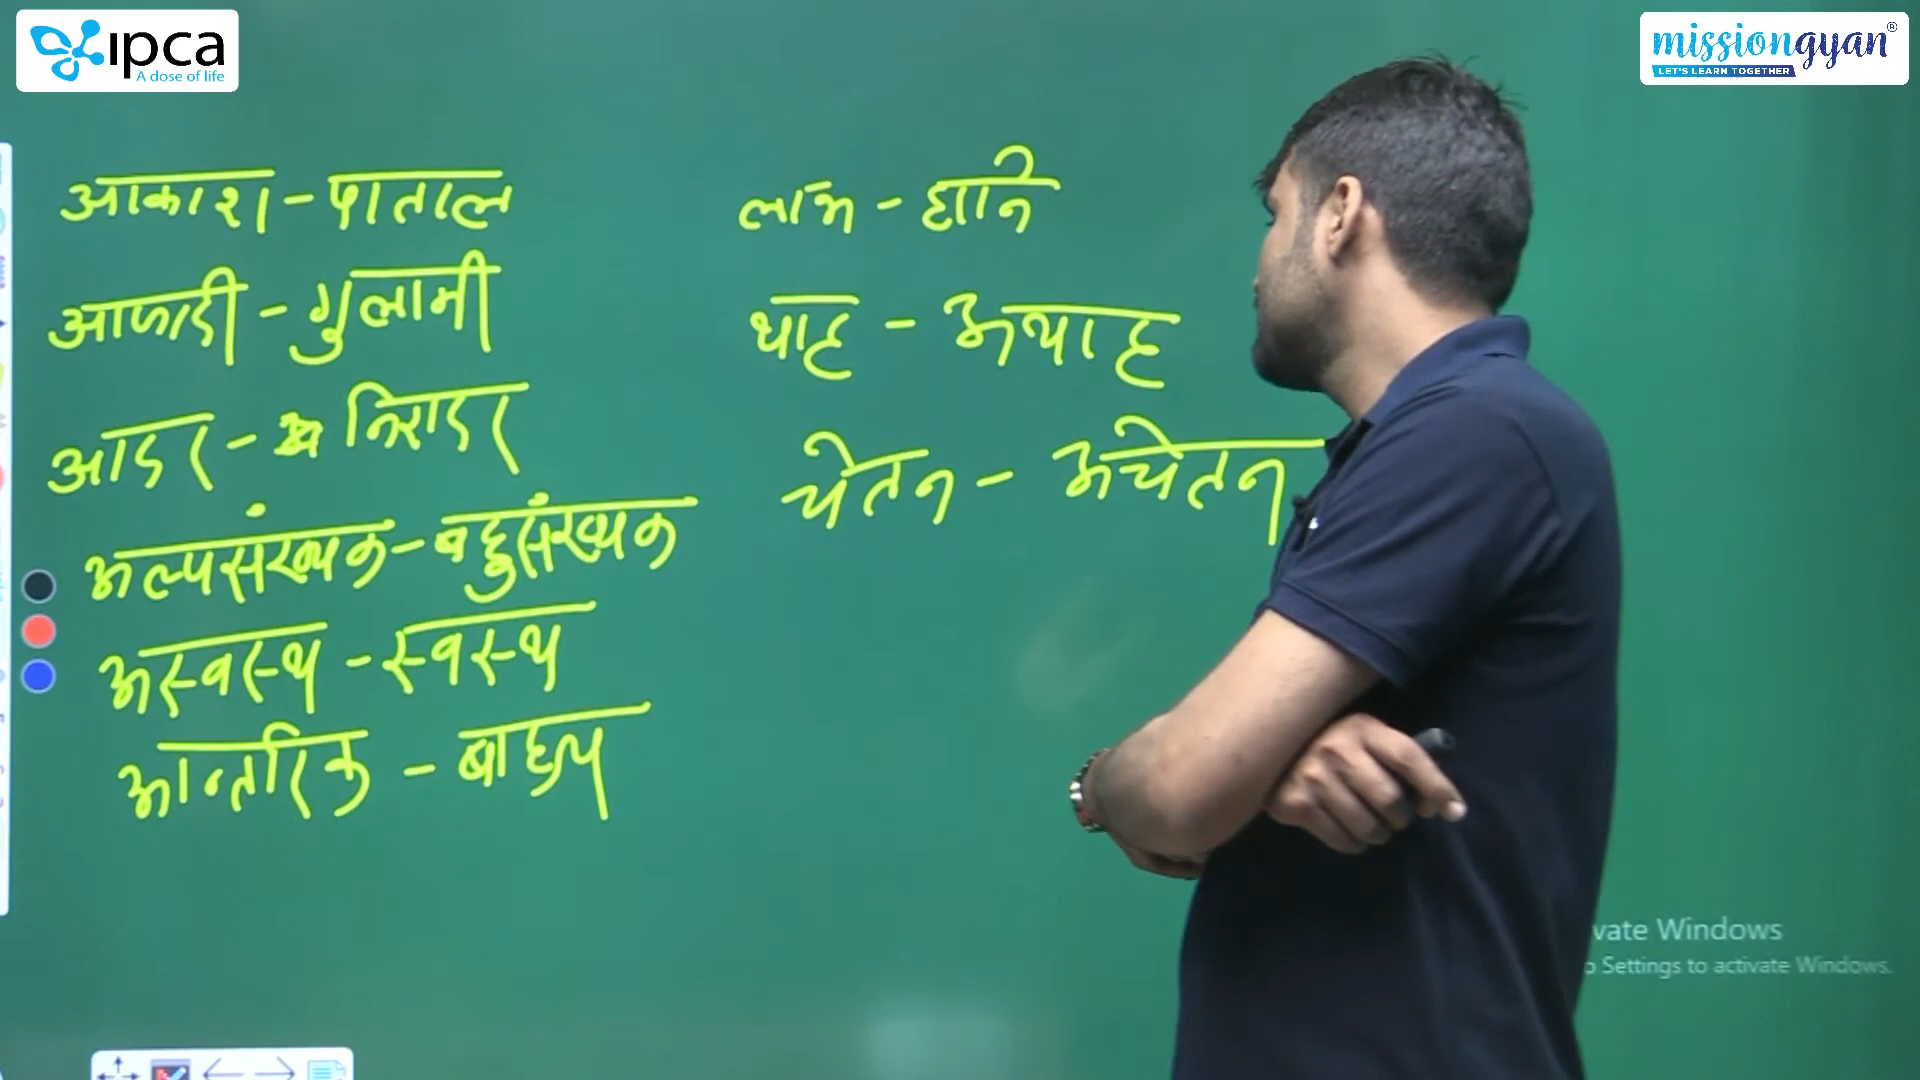 ipca
A dose of life
missiongyan®
LET'S LEARN TOGETHER
आकाश - पाताल
आजादी - गुलामी
आदर - निरादर
अल्पसंख्यक - बहुसंख्यक
अस्वस्थ - स्वस्थ
आन्तरिक - बाह्य
लाभ - हानि
थाह - अथाह
चेतन - अचेतन
vate Windows
Settings to activate Windows.